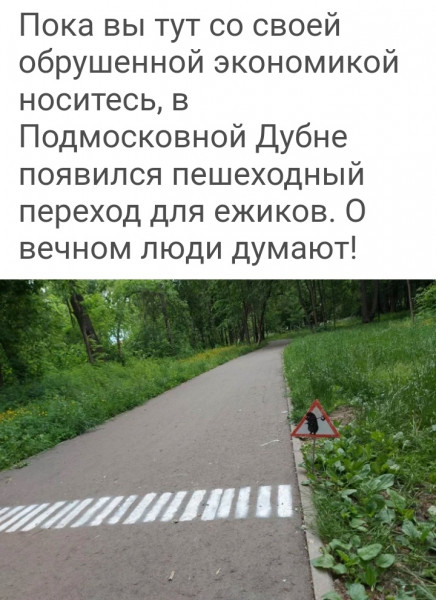 Пока вы тут со своей
обрушенной экономикой
носитесь, в
Подмосковной Дубне
появился пешеходный
переход для ежиков. О
вечном люди думают!